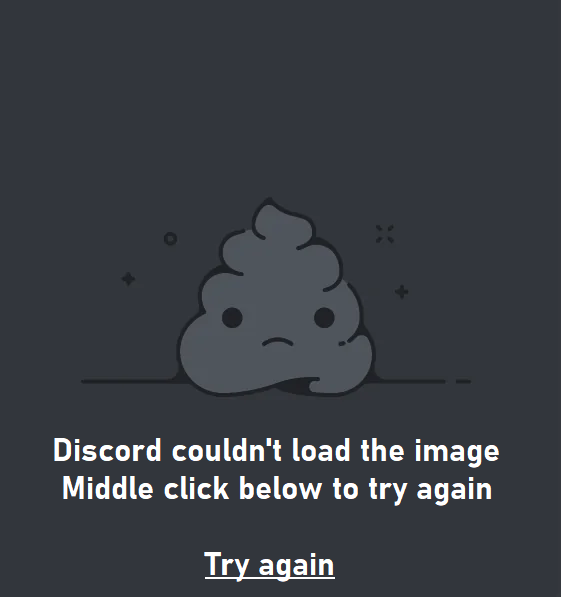 Discord couldn't load the image
Middle click below to try again
Try again